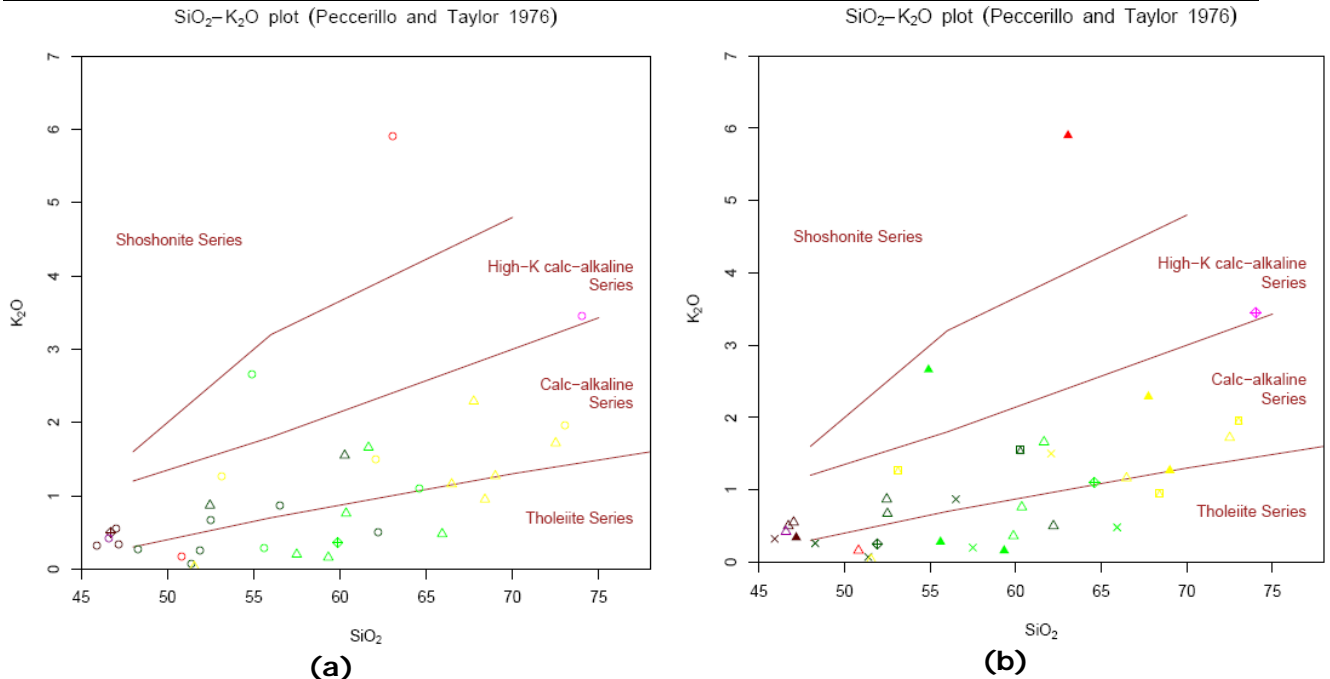 SiO₂–K₂O plot (Peccerillo and Taylor 1976)
7
6
5
4
3
2
1
0
K₂O
Shoshonite Series
High–K calc–alkaline
Series
Calc–alkaline
Series
Tholeiite Series
45 50 55 60 65 70 75
SiO₂
(a)
SiO₂–K₂O plot (Peccerillo and Taylor 1976)
7
6
5
4
3
2
1
0
K₂O
Shoshonite Series
High–K calc–alkaline
Series
Calc–alkaline
Series
Tholeiite Series
45 50 55 60 65 70 75
SiO₂
(b)